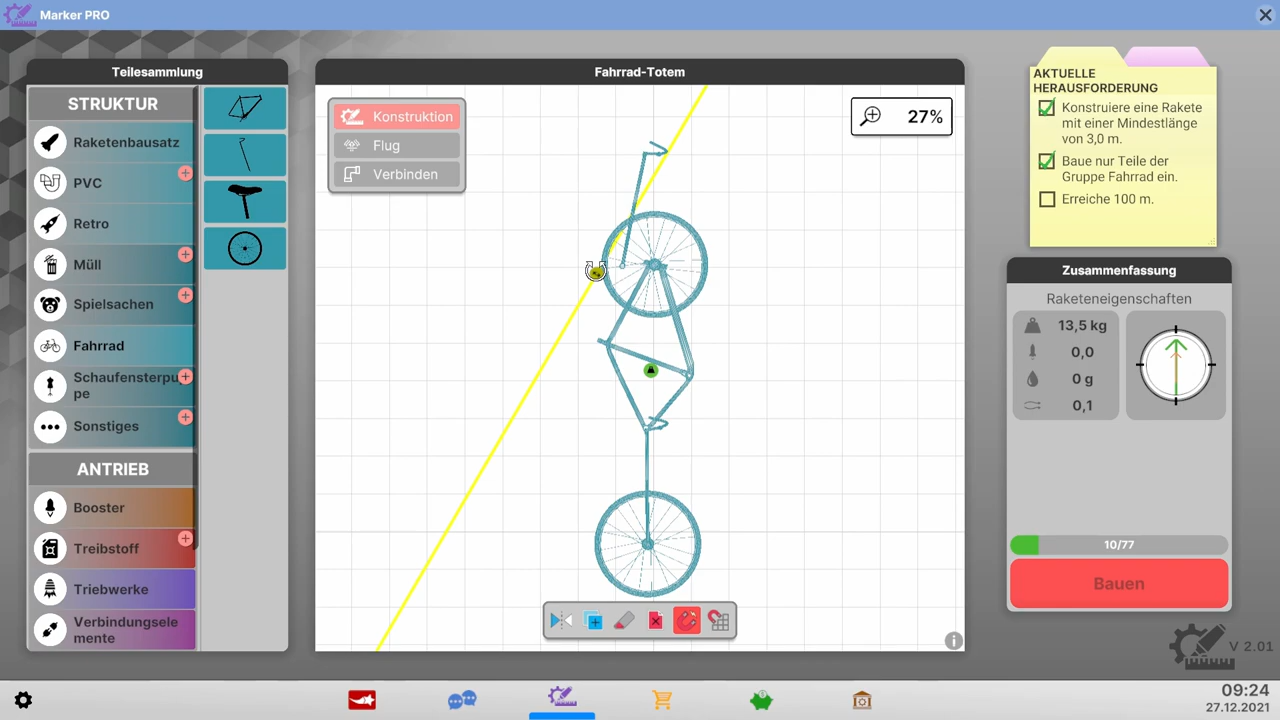 Marker PRO
Teilesammlung
STRUKTUR
Raketenbausatz
PVC
Retro
Müll
Spielsachen
Fahrrad
Schaufensterpu
ppe
Sonstiges
ANTRIEB
Booster
Treibstoff
Triebwerke
Verbindungsele
mente
Fahrrad-Totem
Konstruktion
Flug
Verbinden
27%
AKTUELLE
HERAUSFORDERUNG
Konstruiere eine Rakete
mit einer Mindestlänge
von 3,0 m.
Baue nur Teile der
Gruppe Fahrrad ein.
Erreiche 100 m.
Zusammenfassung
Raketeneigenschaften
13,5 kg
0,0
0 g
0,1
10/77
Bauen
V 2.01
09:24
27.12.2021